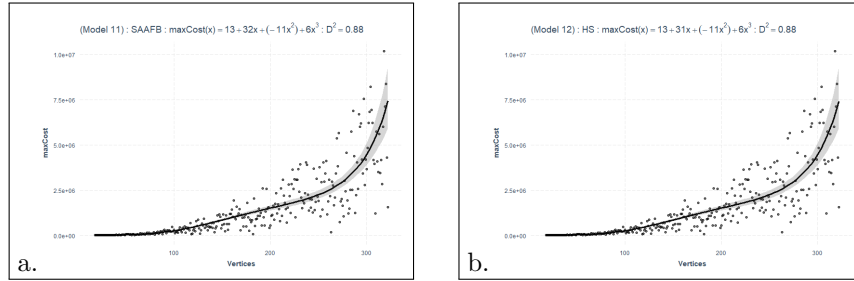 (Model 11) : SAAFB : maxCost(x) = 13 + 32x + (−11x²) + 6x³ : D² = 0.88
1.0e+07
7.5e+06
5.0e+06
2.5e+06
0.0e+00
maxCost
100
200
300
Vertices
a.
(Model 12) : HS : maxCost(x) = 13 + 31x + (−11x²) + 6x³ : D² = 0.88
1.0e+07
7.5e+06
5.0e+06
2.5e+06
0.0e+00
maxCost
100
200
300
Vertices
b.